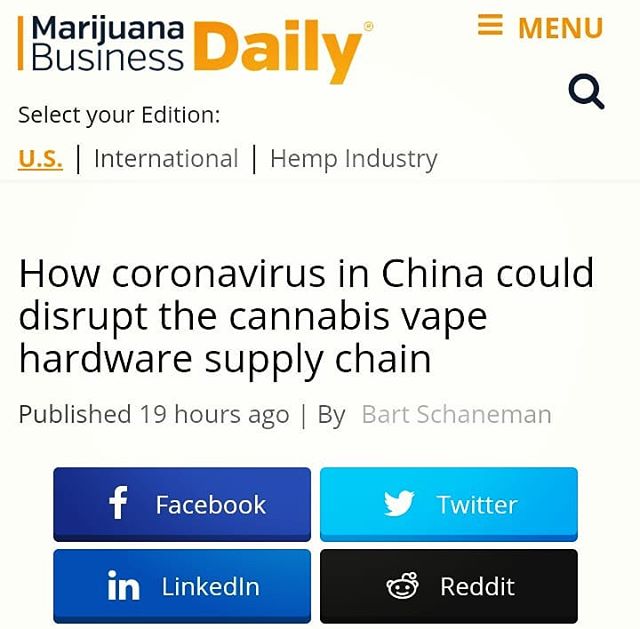 Marijuana
Business Daily®
MENU
Select your Edition:
U.S. | International | Hemp Industry
How coronavirus in China could
disrupt the cannabis vape
hardware supply chain
Published 19 hours ago | By Bart Schaneman
Facebook
Twitter
LinkedIn
Reddit